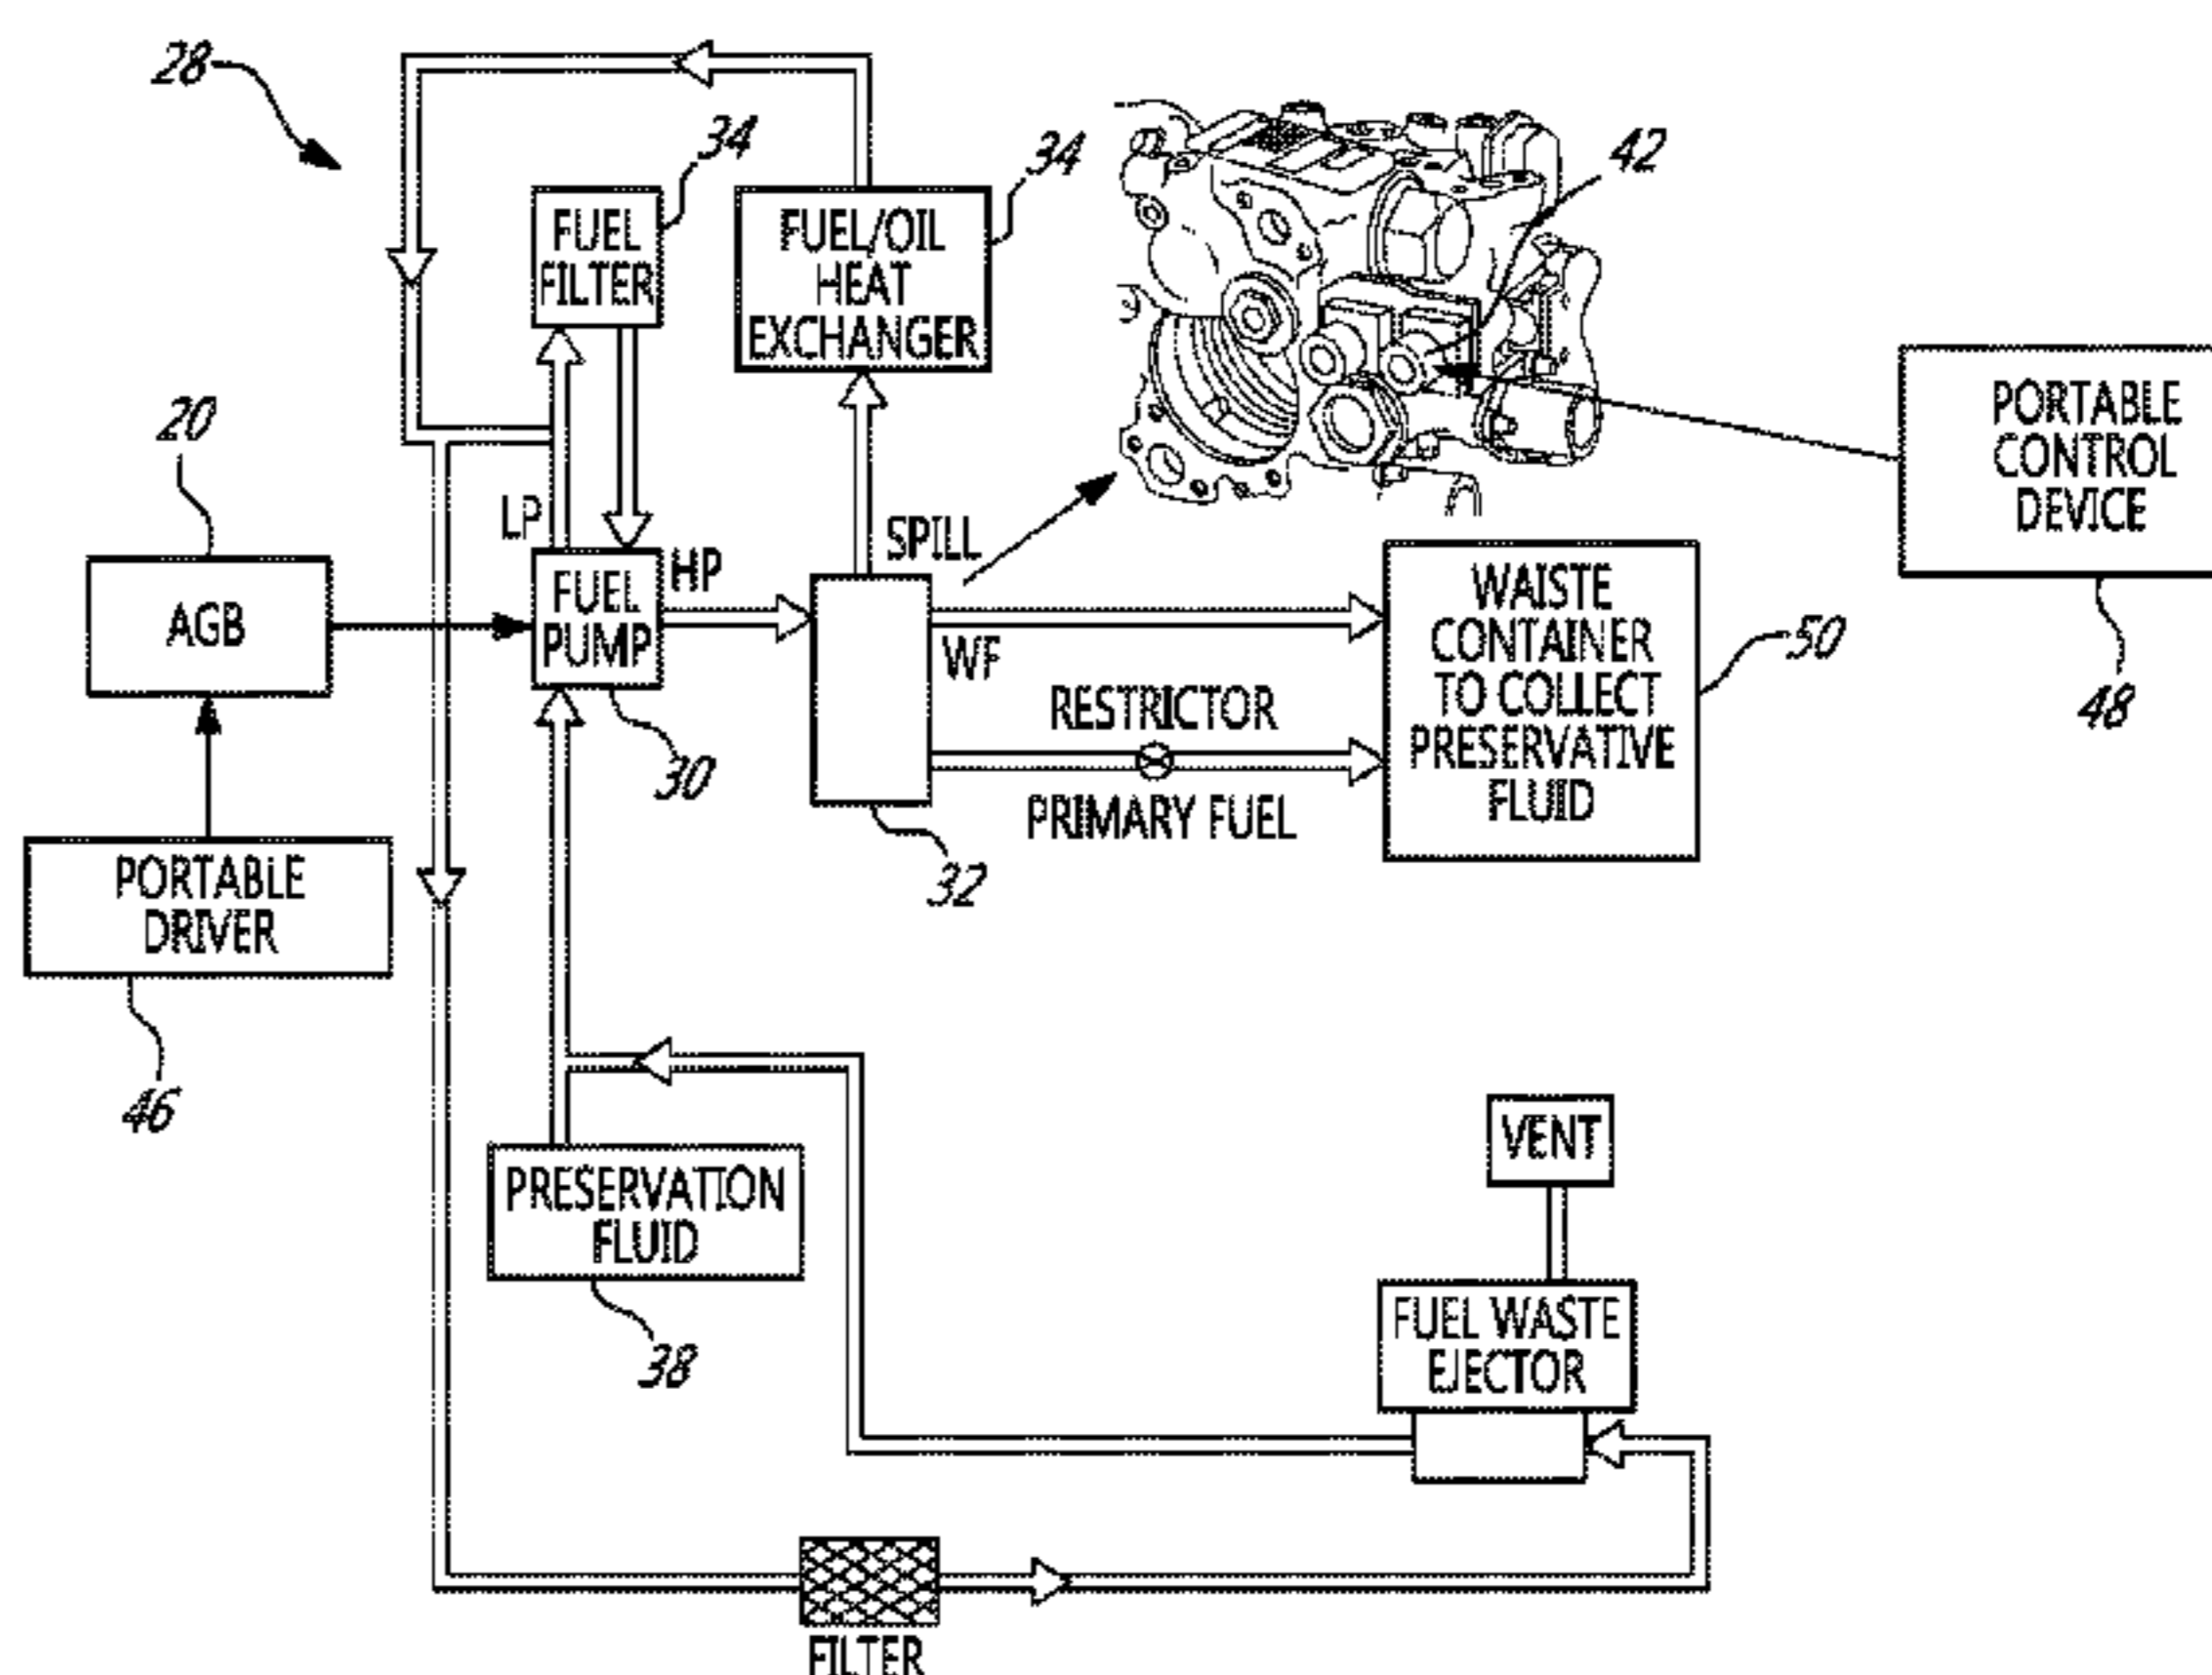 28
34
34
42
FUEL
FILTER
FUEL/OIL
HEAT
EXCHANGER
20
PORTABLE
CONTROL
DEVICE
LP
HP
SPILL
AGB
FUEL
PUMP
WF
WAISTE
CONTAINER
TO COLLECT
PRESERVATIVE
FLUID
50
48
RESTRICTOR
30
PRIMARY FUEL
32
PORTABLE
DRIVER
46
VENT
PRESERVATION
FLUID
38
FUEL WASTE
EJECTOR
FILTER